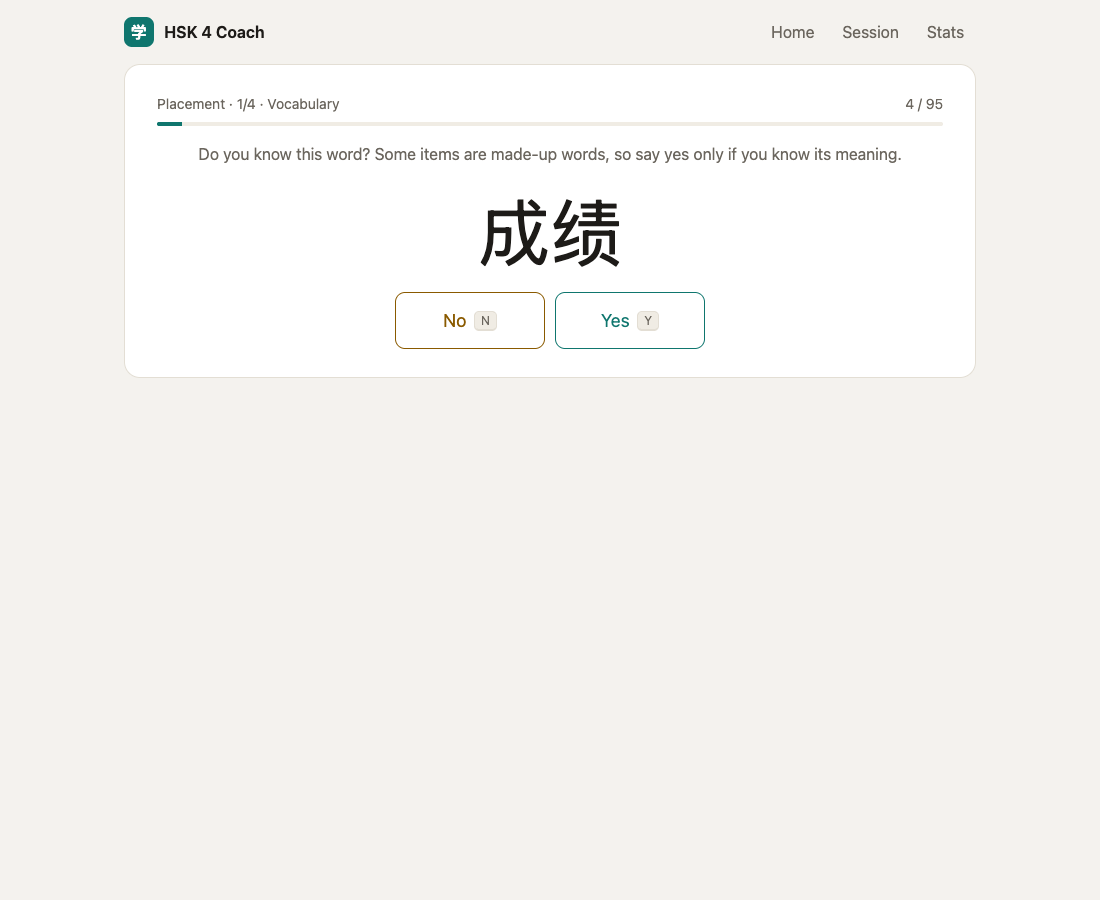 学 HSK 4 Coach Home Session Stats
Placement · 1/4 · Vocabulary 4 / 95
Do you know this word? Some items are made-up words, so say yes only if you know its meaning.
成绩
No N Yes Y